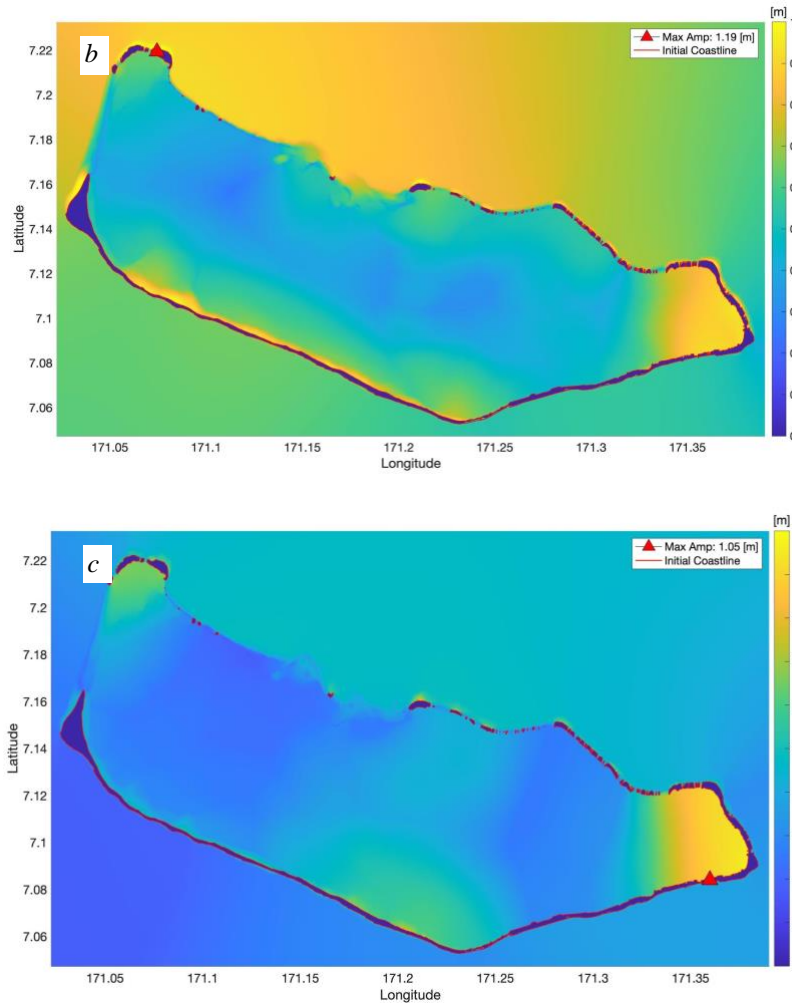 [m]
b
Max Amp: 1.19 [m]
Initial Coastline
7.22
7.2
7.18
7.16
7.14
7.12
7.1
7.08
7.06
Latitude
171.05 171.1 171.15 171.2 171.25 171.3 171.35
Longitude
[m]
c
Max Amp: 1.05 [m]
Initial Coastline
7.22
7.2
7.18
7.16
7.14
7.12
7.1
7.08
7.06
Latitude
171.05 171.1 171.15 171.2 171.25 171.3 171.35
Longitude